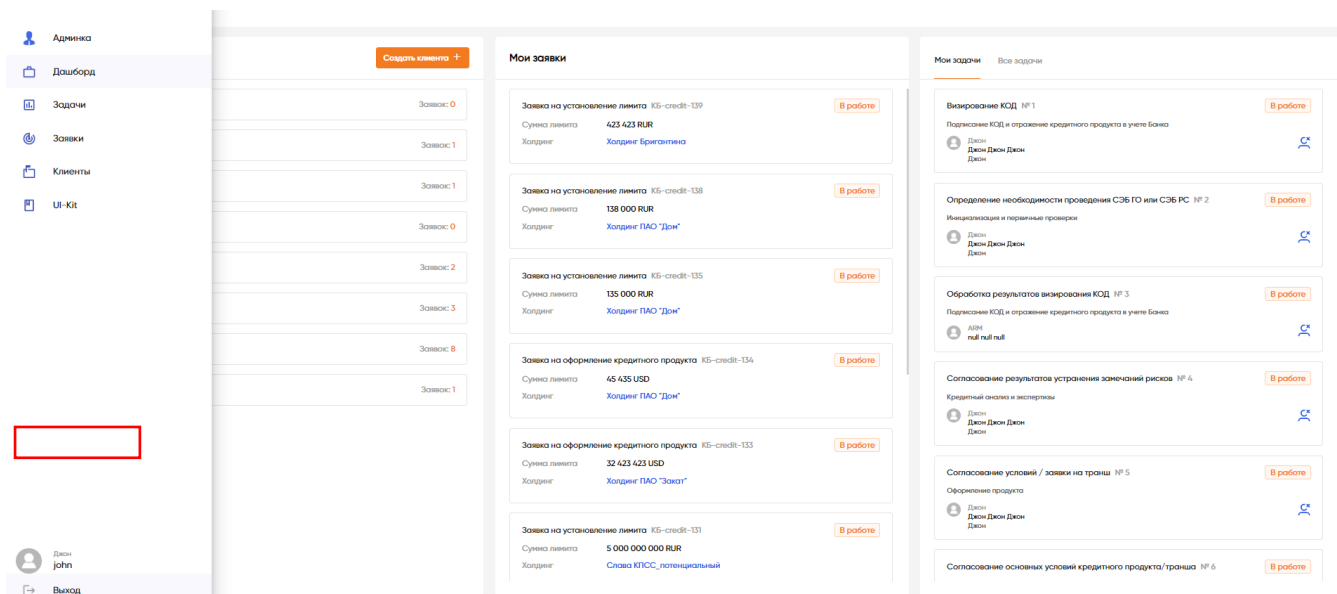 Админка
Дашборд
Задачи
Заявки
Клиенты
UI-Kit
Джон
john
Выход
Создать клиента +
Заявок: 0
Заявок: 1
Заявок: 1
Заявок: 0
Заявок: 2
Заявок: 3
Заявок: 8
Заявок: 1
Мои заявки
Заявка на установление лимита КБ-credit-139 В работе
Сумма лимита 423 423 RUR
Холдинг Холдинг Бригантина
Заявка на установление лимита КБ-credit-138 В работе
Сумма лимита 138 000 RUR
Холдинг Холдинг ПАО "Дом"
Заявка на установление лимита КБ-credit-135 В работе
Сумма лимита 135 000 RUR
Холдинг Холдинг ПАО "Дом"
Заявка на оформление кредитного продукта КБ-credit-134 В работе
Сумма лимита 45 435 USD
Холдинг Холдинг ПАО "Дом"
Заявка на оформление кредитного продукта КБ-credit-133 В работе
Сумма лимита 32 423 423 USD
Холдинг Холдинг ПАО "Закат"
Заявка на установление лимита КБ-credit-131 В работе
Сумма лимита 5 000 000 000 RUR
Холдинг Слава КПСС_потенциальный
Мои задачи Все задачи
Визирование КОД № 1 В работе
Подписание КОД и отражение кредитного продукта в учете Банка
Джон
Джон Джон Джон
Джон
Определение необходимости проведения СЭБ ГО или СЭБ РС № 2 В работе
Инициализация и первичные проверки
Джон
Джон Джон Джон
Джон
Обработка результатов визирования КОД № 3 В работе
Подписание КОД и отражение кредитного продукта в учете Банка
ARM
null null null
Согласование результатов устранения замечаний рисков № 4 В работе
Кредитный анализ и экспертизы
Джон
Джон Джон Джон
Джон
Согласование условий / заявки на транш № 5 В работе
Оформление продукта
Джон
Джон Джон Джон
Джон
Согласование основных условий кредитного продукта/транша № 6 В работе